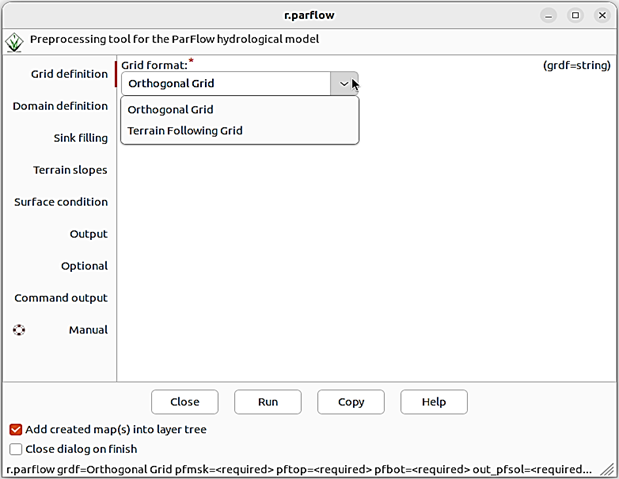 r.parflow
Preprocessing tool for the ParFlow hydrological model
Grid definition
Domain definition
Sink filling
Terrain slopes
Surface condition
Output
Optional
Command output
Manual
Grid format:*
(grdf=string)
Orthogonal Grid
Orthogonal Grid
Terrain Following Grid
Close
Run
Copy
Help
Add created map(s) into layer tree
Close dialog on finish
r.parflow grdf=Orthogonal Grid pfmsk=<required> pftop=<required> pfbot=<required> out_pfsol=<required...